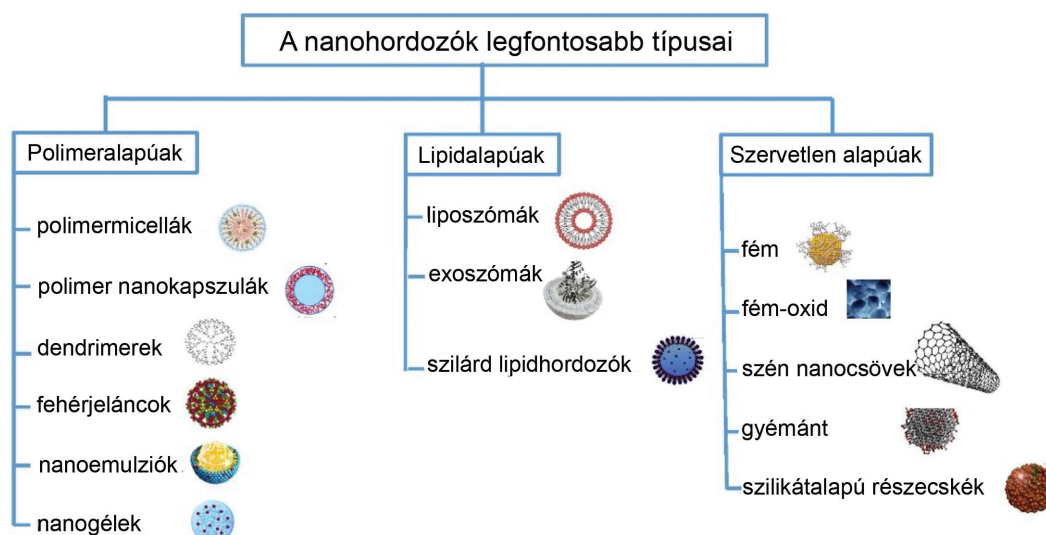 A nanohordozók legfontosabb típusai
Polimeralapúak
polimermicellák
polimer nanokapszulák
dendrimerek
fehérjeláncok
nanoemulziók
nanogélek
Lipidalapúak
liposzómák
exoszómák
szilárd lipidhordozók
Szervetlen alapúak
fém
fém-oxid
szén nanocsövek
gyémánt
szilikátalapú részecskék